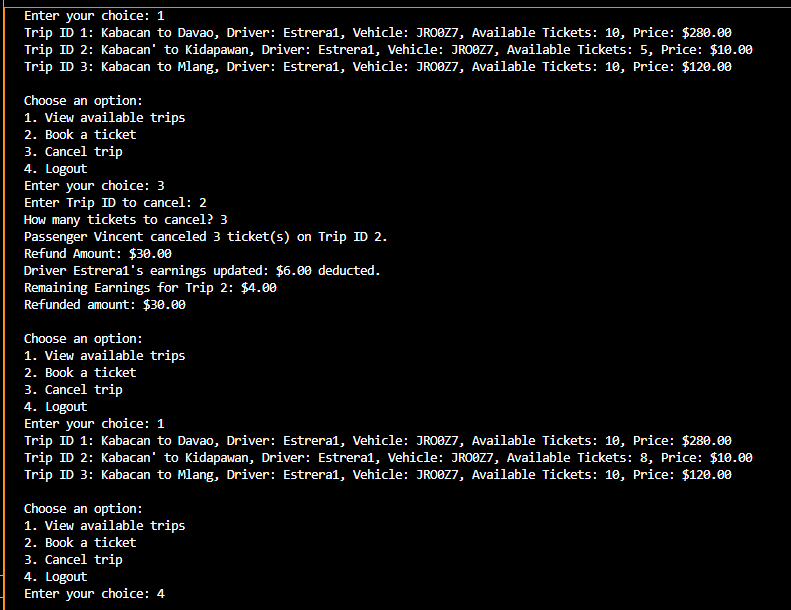 Enter your choice: 1
Trip ID 1: Kabacan to Davao, Driver: Estrera1, Vehicle: JRO0Z7, Available Tickets: 10, Price: $280.00
Trip ID 2: Kabacan' to Kidapawan, Driver: Estrera1, Vehicle: JRO0Z7, Available Tickets: 5, Price: $10.00
Trip ID 3: Kabacan to Mlang, Driver: Estrera1, Vehicle: JRO0Z7, Available Tickets: 10, Price: $120.00
Choose an option:
1. View available trips
2. Book a ticket
3. Cancel trip
4. Logout
Enter your choice: 3
Enter Trip ID to cancel: 2
How many tickets to cancel? 3
Passenger Vincent canceled 3 ticket(s) on Trip ID 2.
Refund Amount: $30.00
Driver Estrera1's earnings updated: $6.00 deducted.
Remaining Earnings for Trip 2: $4.00
Refunded amount: $30.00
Choose an option:
1. View available trips
2. Book a ticket
3. Cancel trip
4. Logout
Enter your choice: 1
Trip ID 1: Kabacan to Davao, Driver: Estrera1, Vehicle: JRO0Z7, Available Tickets: 10, Price: $280.00
Trip ID 2: Kabacan' to Kidapawan, Driver: Estrera1, Vehicle: JRO0Z7, Available Tickets: 8, Price: $10.00
Trip ID 3: Kabacan to Mlang, Driver: Estrera1, Vehicle: JRO0Z7, Available Tickets: 10, Price: $120.00
Choose an option:
1. View available trips
2. Book a ticket
3. Cancel trip
4. Logout
Enter your choice: 4